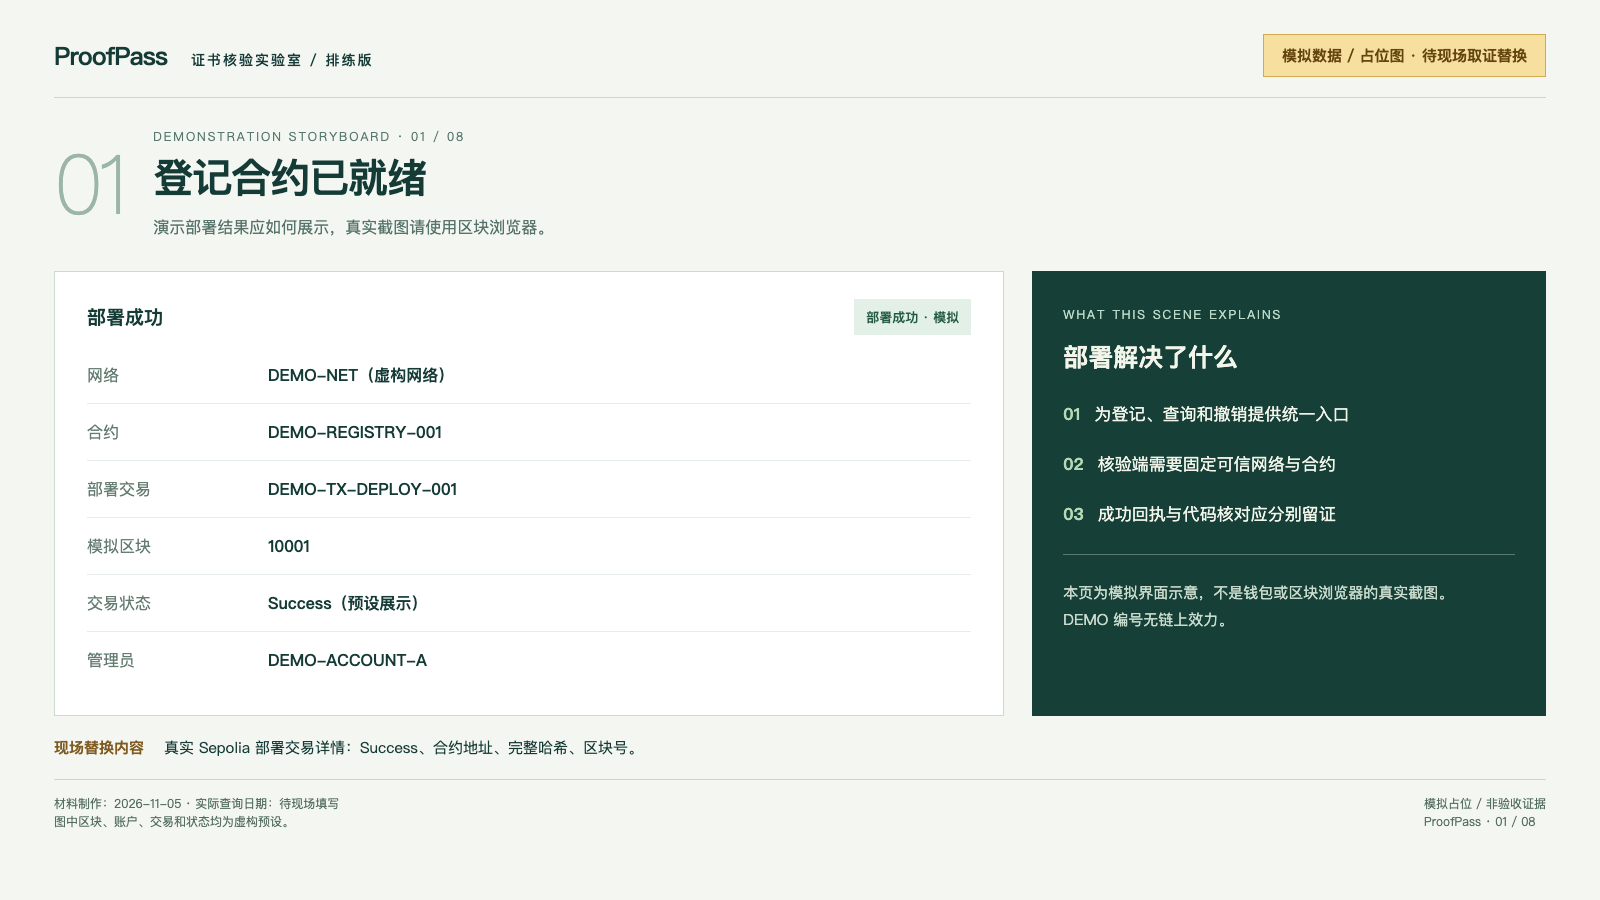 ProofPass 证书核验实验室 / 排练版
模拟数据 / 占位图 · 待现场取证替换
01
DEMONSTRATION STORYBOARD · 01 / 08
登记合约已就绪
演示部署结果应如何展示，真实截图请使用区块浏览器。
部署成功
部署成功 · 模拟
网络 DEMO–NET（虚构网络）
合约 DEMO–REGISTRY–001
部署交易 DEMO–TX–DEPLOY–001
模拟区块 10001
交易状态 Success（预设展示）
管理员 DEMO–ACCOUNT–A
WHAT THIS SCENE EXPLAINS
部署解决了什么
01 为登记、查询和撤销提供统一入口
02 核验端需要固定可信网络与合约
03 成功回执与代码核对应分别留证
本页为模拟界面示意，不是钱包或区块浏览器的真实截图。
DEMO 编号无链上效力。
现场替换内容 真实 Sepolia 部署交易详情：Success、合约地址、完整哈希、区块号。
材料制作：2026–11–05 · 实际查询日期：待现场填写
图中区块、账户、交易和状态均为虚构预设。
模拟占位 / 非验收证据
ProofPass · 01 / 08